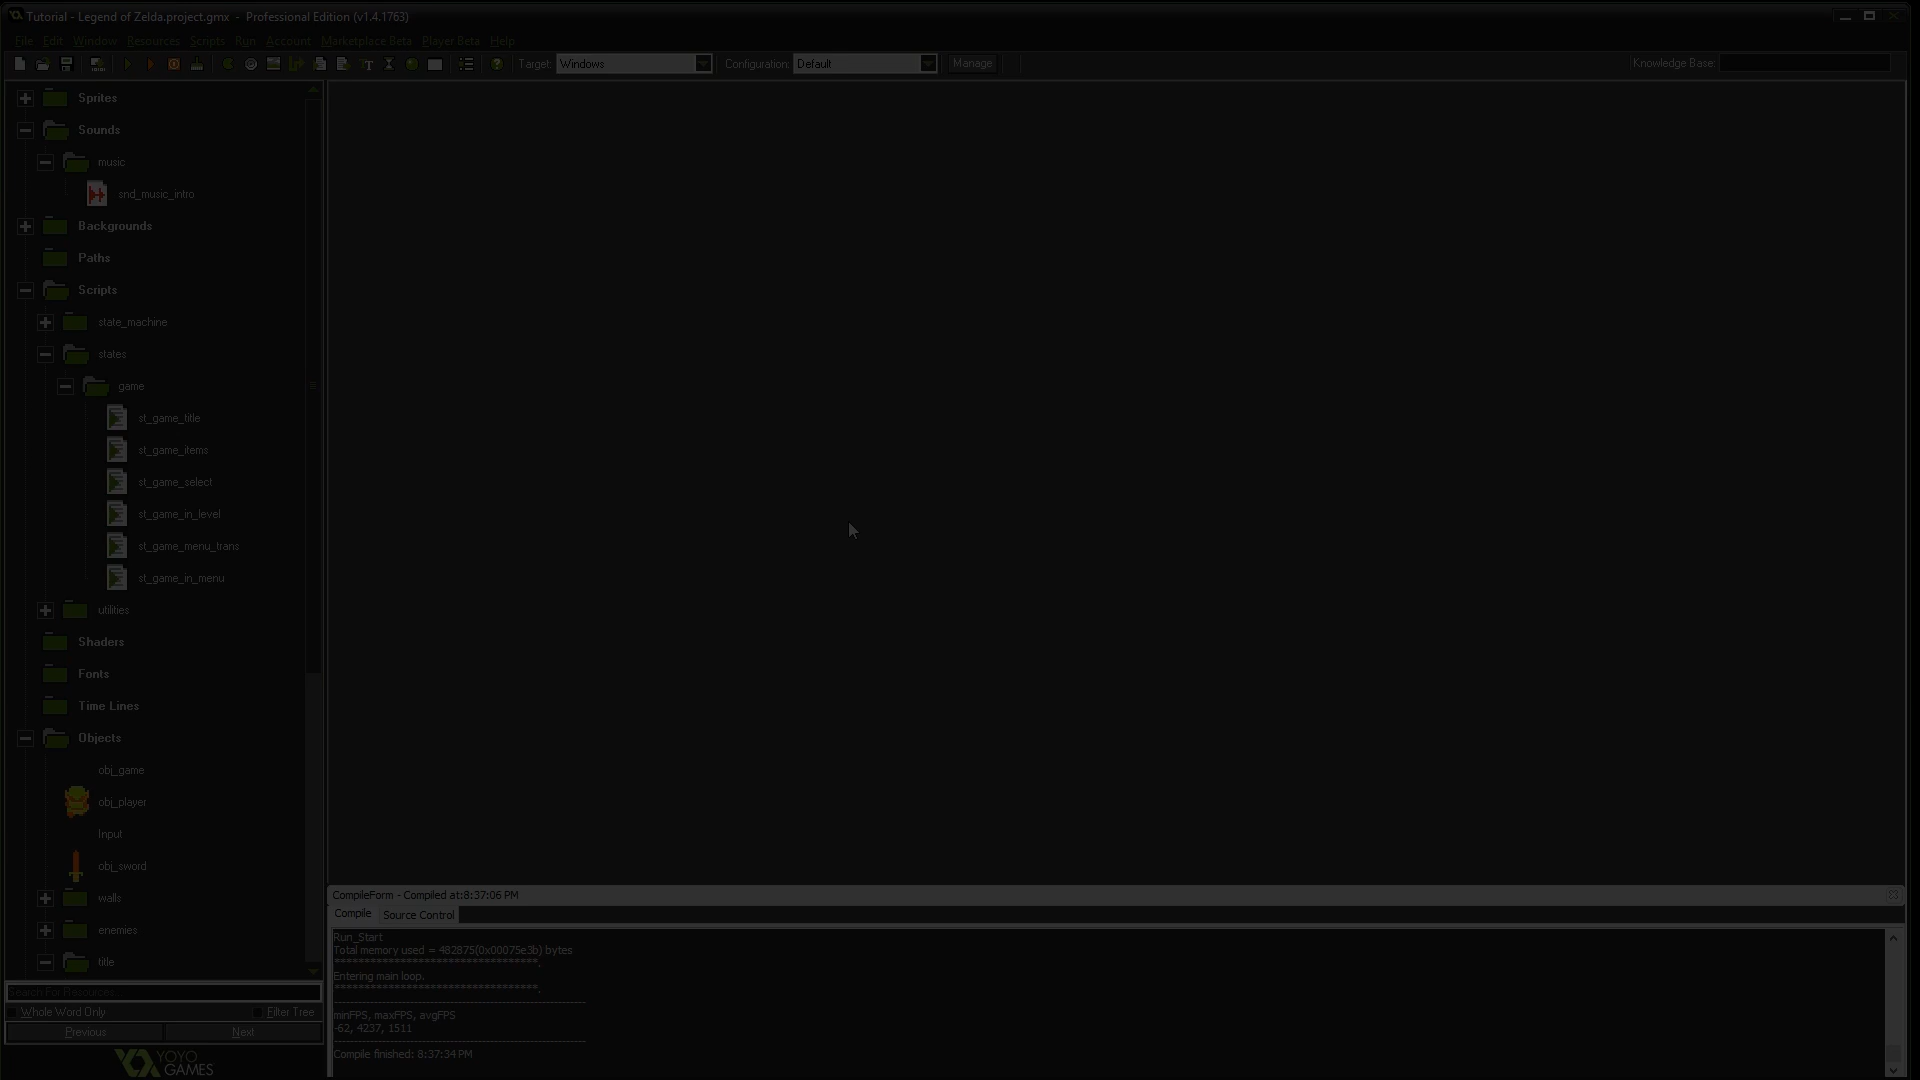 Tutorial - Legend of Zelda.project.gmx - Professional Edition (v1.4.1763)
File Edit Window Resources Scripts Run Account Marketplace Beta Player Beta Help
Target: Windows Configuration: Default Manage Knowledge Base:
Sprites
Sounds
music
snd_music_intro
Backgrounds
Paths
Scripts
state_machine
states
game
st_game_title
st_game_items
st_game_select
st_game_in_level
st_game_menu_trans
st_game_in_menu
utilities
Shaders
Fonts
Time Lines
Objects
obj_game
obj_player
Input
obj_sword
walls
enemies
title
Search For Resources
Whole Word Only Filter Tree
Previous Next
YOYO
GAMES
CompileForm - Compiled at:8:37:06 PM
Compile Source Control
Run_Start
Total memory used = 482875(0x00075e3b) bytes
**********************************.
Entering main loop.
**********************************.
---------------------------------------------------------------
minFPS, maxFPS, avgFPS
-62, 4237, 1511
---------------------------------------------------------------
Compile finished: 8:37:34 PM